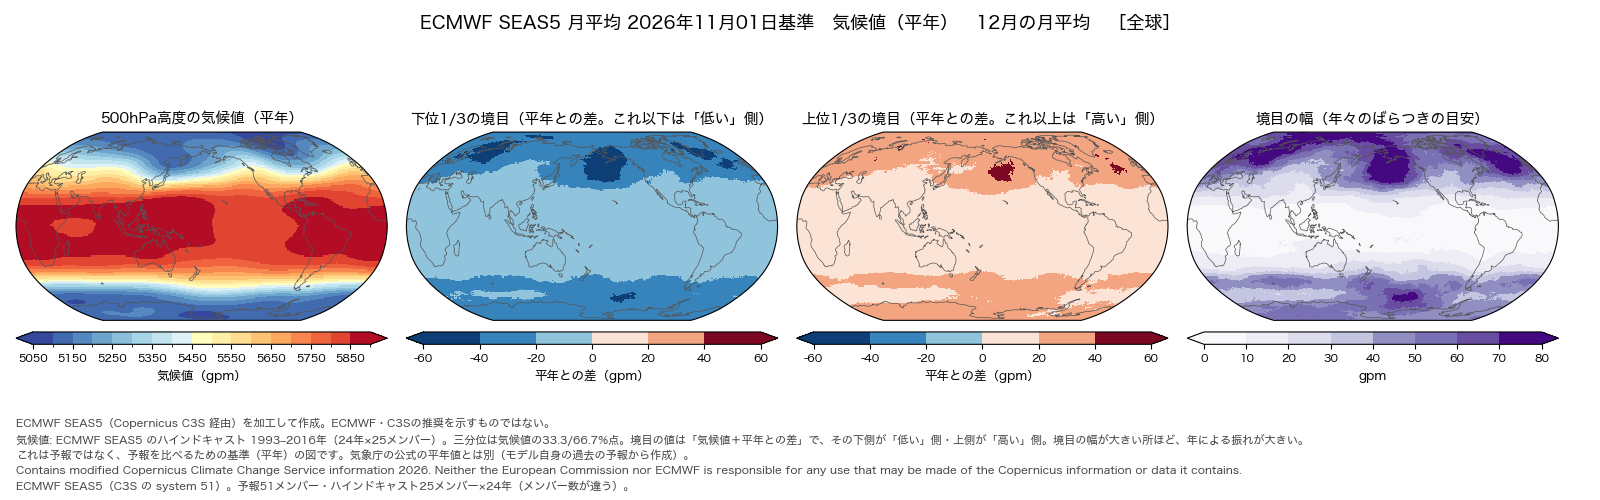 ECMWF SEAS5 月平均 2026年11月01日基準　気候値（平年）　12月の月平均　［全球］
500hPa高度の気候値（平年）
下位1/3の境目（平年との差。これ以下は「低い」側）
上位1/3の境目（平年との差。これ以上は「高い」側）
境目の幅（年々のばらつきの目安）
5050 5150 5250 5350 5450 5550 5650 5750 5850
-60 -40 -20 0 20 40 60
-60 -40 -20 0 20 40 60
0 10 20 30 40 50 60 70 80
気候値（gpm）
平年との差（gpm）
平年との差（gpm）
gpm
ECMWF SEAS5（Copernicus C3S 経由）を加工して作成。ECMWF・C3Sの推奨を示すものではない。
気候値: ECMWF SEAS5 のハインドキャスト 1993–2016年（24年×25メンバー）。三分位は気候値の33.3/66.7%点。境目の値は「気候値＋平年との差」で、その下側が「低い」側・上側が「高い」側。境目の幅が大きい所ほど、年による振れが大きい。
これは予報ではなく、予報を比べるための基準（平年）の図です。気象庁の公式の平年値とは別（モデル自身の過去の予報から作成）。
Contains modified Copernicus Climate Change Service information 2026. Neither the European Commission nor ECMWF is responsible for any use that may be made of the Copernicus information or data it contains.
ECMWF SEAS5（C3S の system 51）。予報51メンバー・ハインドキャスト25メンバー×24年（メンバー数が違う）。